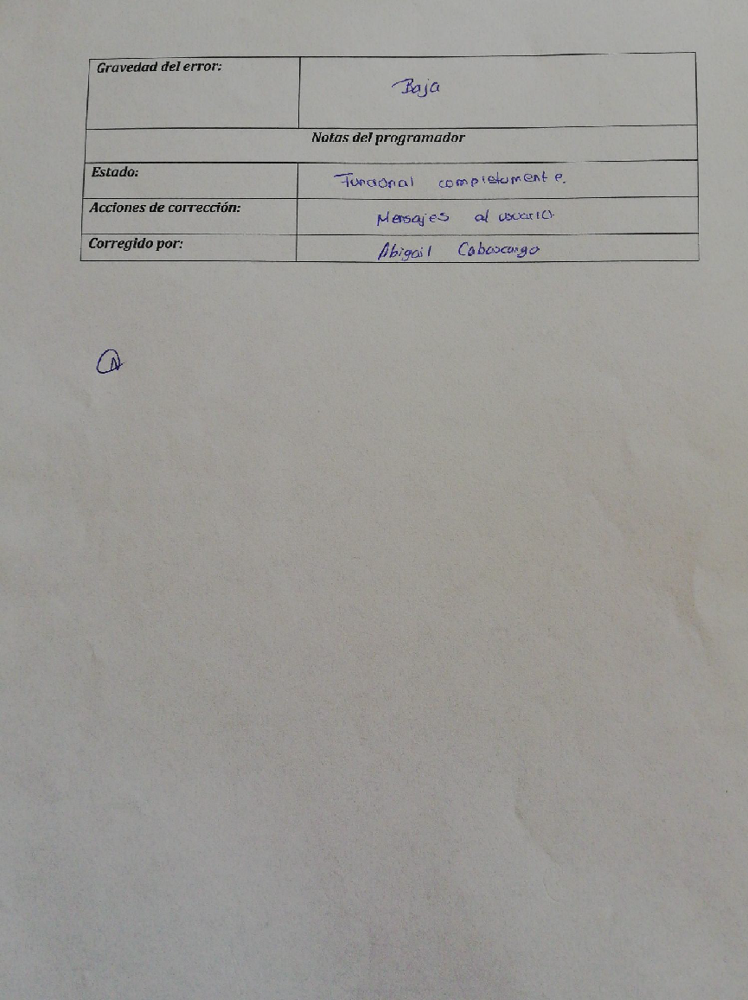 Gravedad del error: Baja
Notas del programador
Estado: Funcional completamente.
Acciones de corrección: Mensajes al usuario.
Corregido por: Abigail Cabascango